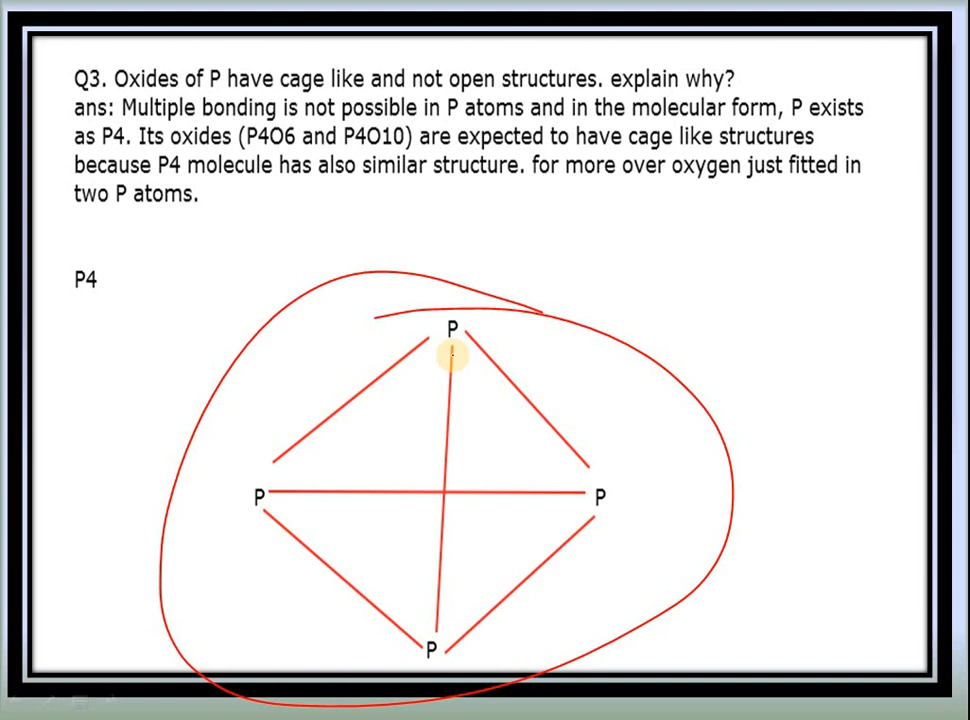 Q3. Oxides of P have cage like and not open structures. explain why?
ans: Multiple bonding is not possible in P atoms and in the molecular form, P exists
as P4. Its oxides (P4O6 and P4O10) are expected to have cage like structures
because P4 molecule has also similar structure. for more over oxygen just fitted in
two P atoms.
P4
P
P P
P